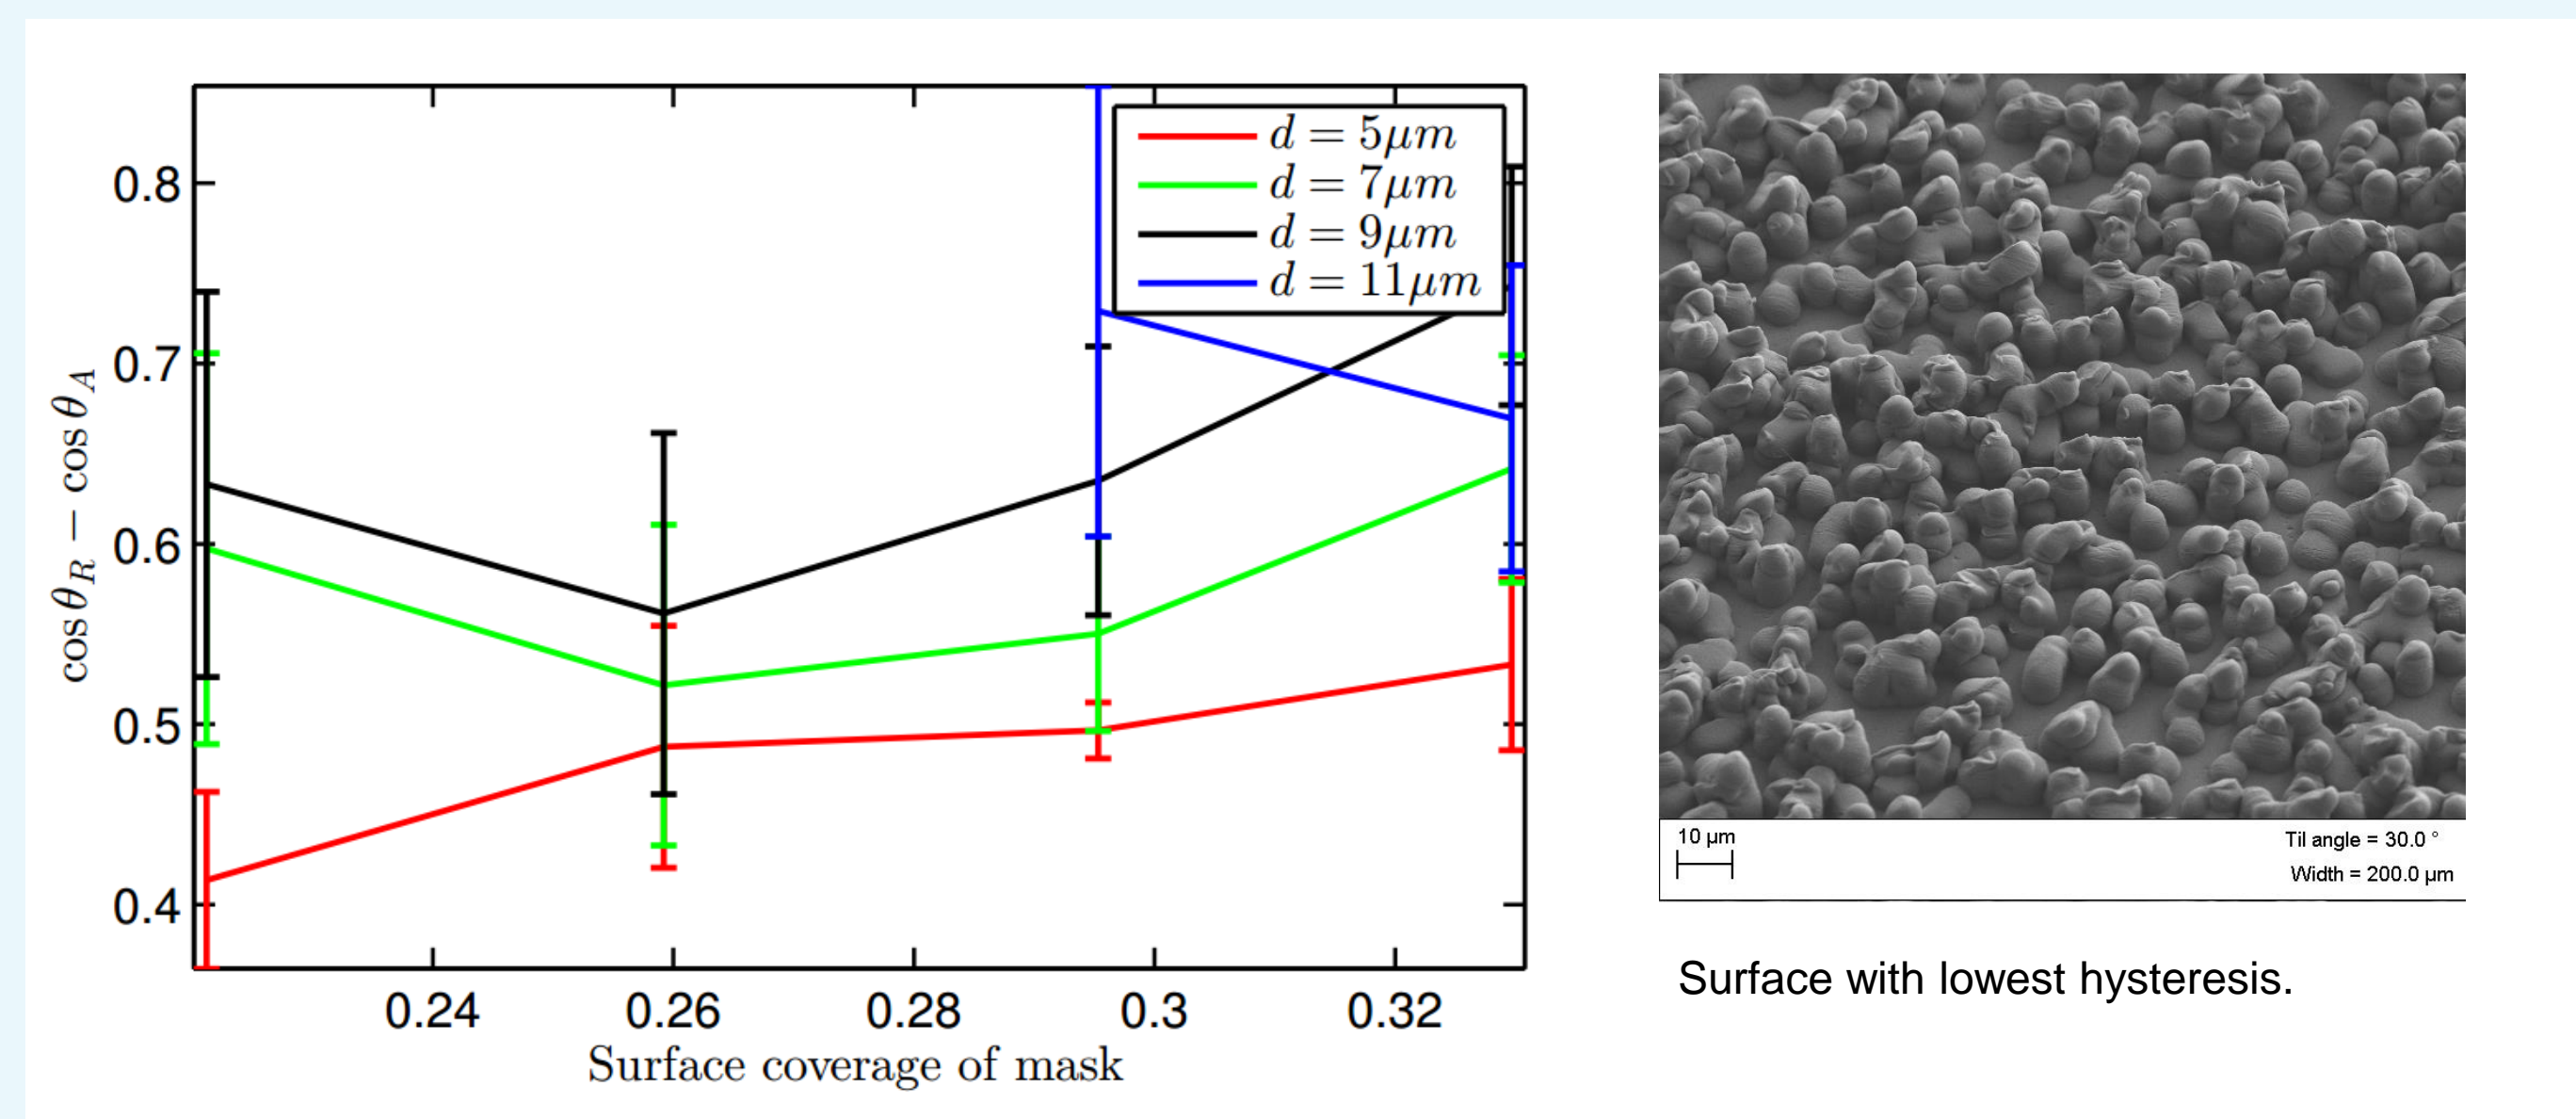 0.8
0.7
0.6
0.5
0.4
cos θ_R − cos θ_A
d = 5μm
d = 7μm
d = 9μm
d = 11μm
0.24 0.26 0.28 0.3 0.32
Surface coverage of mask
10 μm
Til angle = 30.0 °
Width = 200.0 μm
Surface with lowest hysteresis.